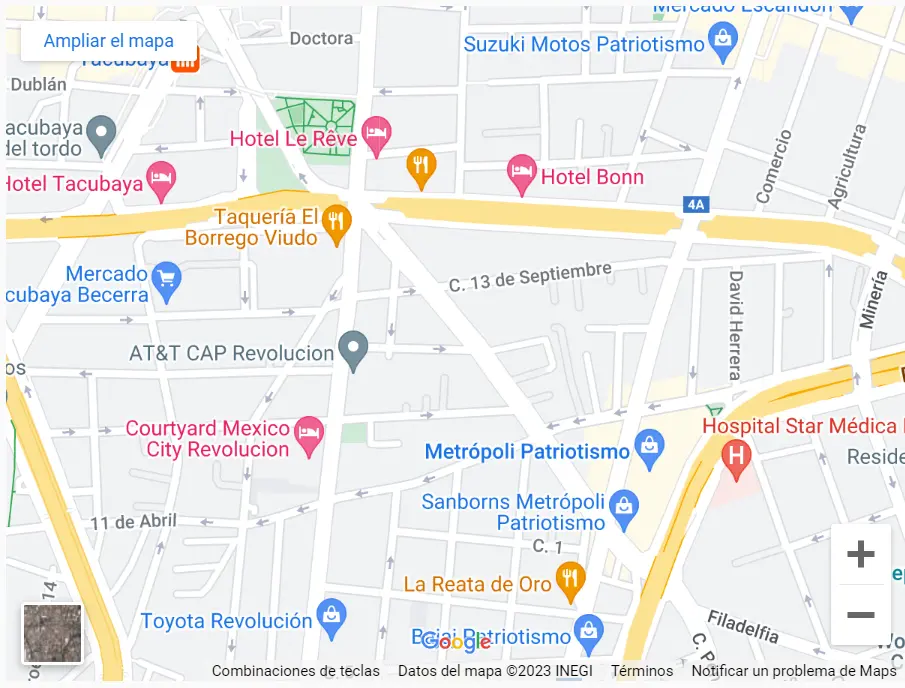 Mercado Escandón
Ampliar el mapa
Doctora
Suzuki Motos Patriotismo
Tacubaya
Dublán
acubaya
del tordo
Hotel Le Rêve
Comercio
Agricultura
Hotel Tacubaya
Hotel Bonn
4A
Taquería El
Borrego Viudo
Mercado
cubaya Becerra
C. 13 de Septiembre
David Herrera
Minería
AT&T CAP Revolucion
os
Courtyard Mexico
City Revolucion
Hospital Star Médica
Metrópoli Patriotismo
Reside
Sanborns Metrópoli
Patriotismo
11 de Abril
C. 1
La Reata de Oro
14
Toyota Revolución
Bajaj Patriotismo
Google
Filadelfia
C. P
Combinaciones de teclas
Datos del mapa ©2023 INEGI
Términos
Notificar un problema de Maps